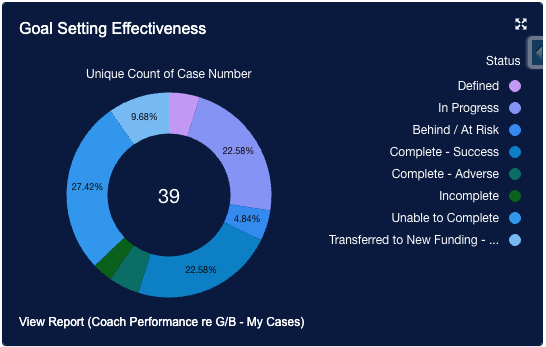 Goal Setting Effectiveness
Unique Count of Case Number
Status
Defined
In Progress
Behind / At Risk
Complete - Success
Complete - Adverse
Incomplete
Unable to Complete
Transferred to New Funding - ...
9.68%
22.58%
27.42%
39
4.84%
22.58%
View Report (Coach Performance re G/B - My Cases)